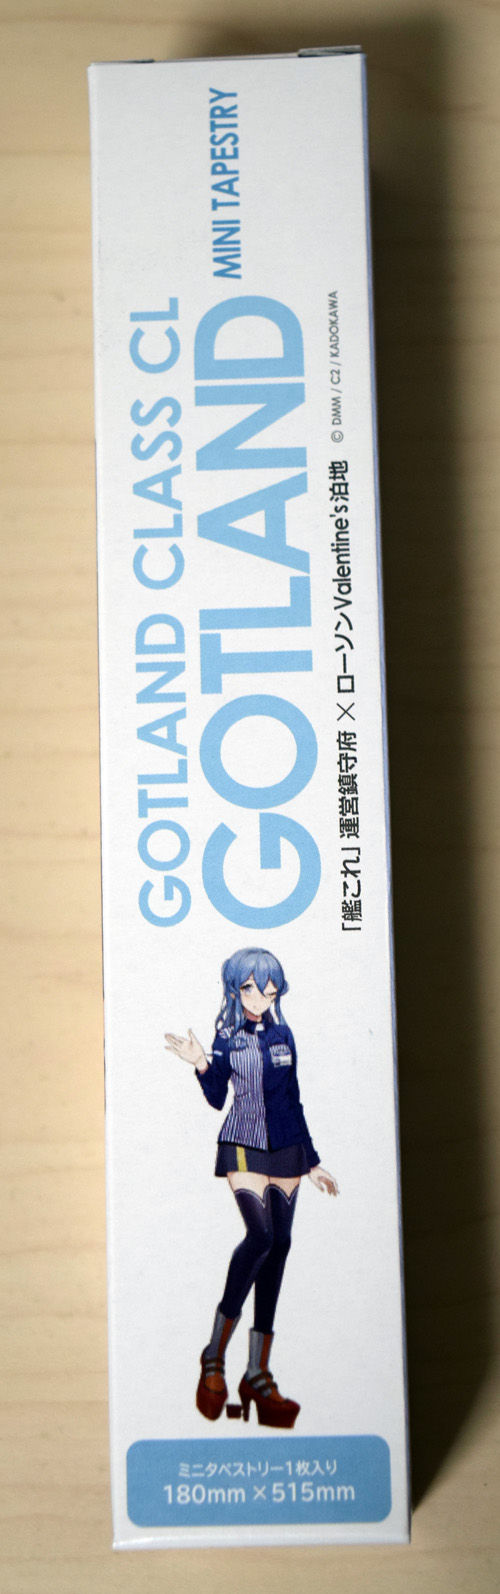 GOTLAND CLASS CL
GOTLAND MINI TAPESTRY
「艦これ」運営鎮守府 × ローソンValentine's泊地 © DMM / C2 / KADOKAWA
ミニタペストリー1枚入り
180mm×515mm